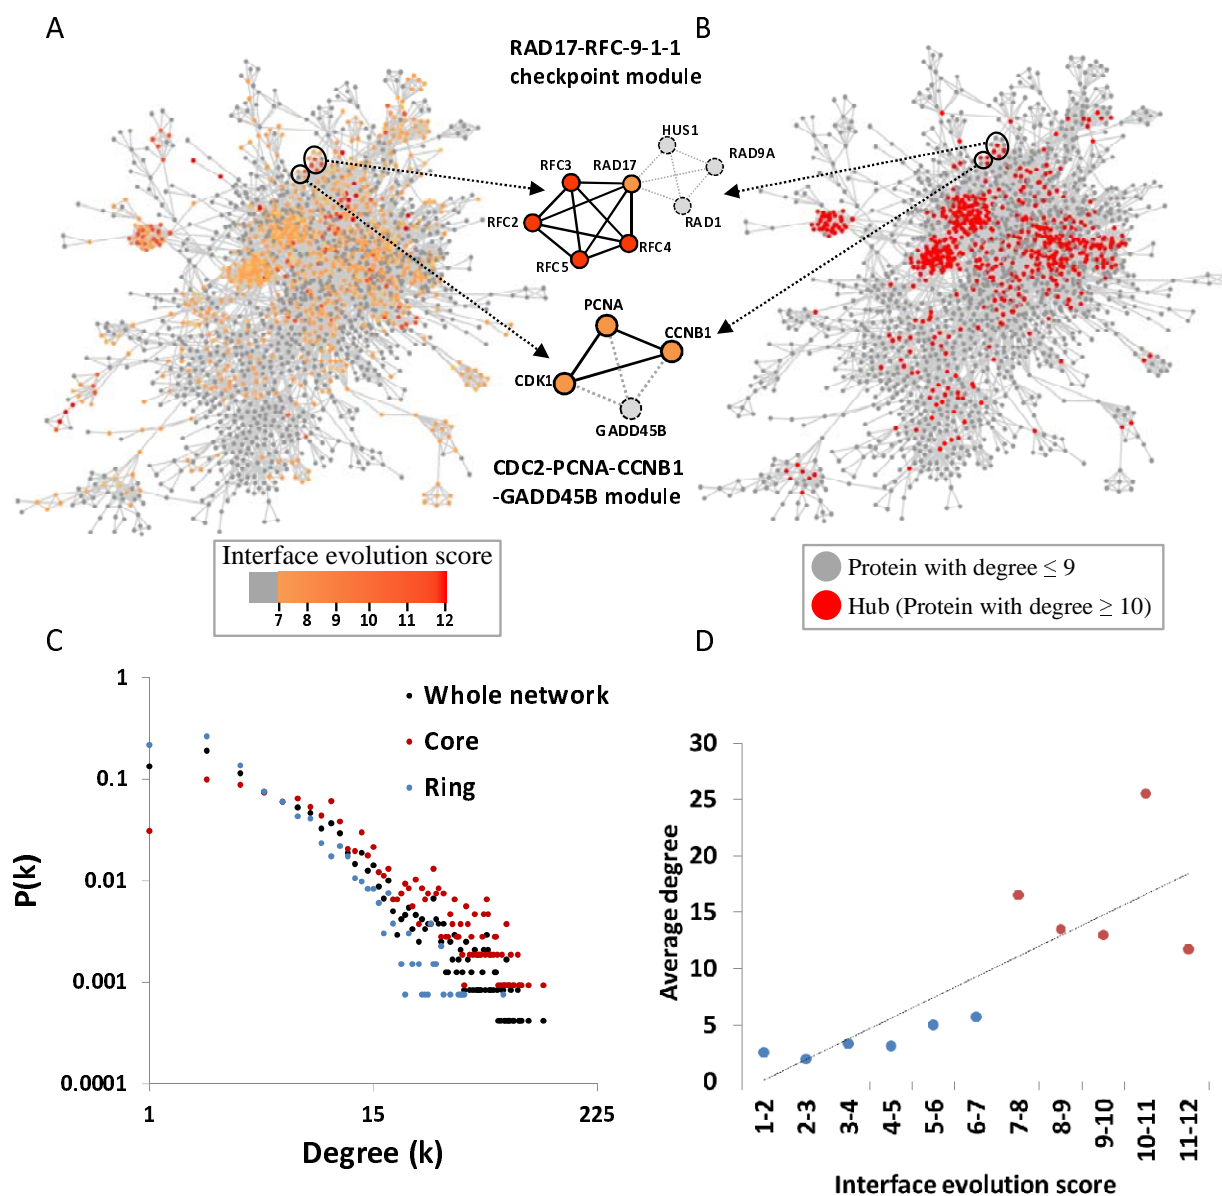 A
B
RAD17-RFC-9-1-1
checkpoint module
HUS1
RAD9A
RFC3
RAD17
RAD1
RFC2
RFC4
RFC5
PCNA
CCNB1
CDK1
GADD45B
CDC2-PCNA-CCNB1
-GADD45B module
Interface evolution score
7 8 9 10 11 12
Protein with degree ≤ 9
Hub (Protein with degree ≥ 10)
C
1
0.1
0.01
0.001
0.0001
P(k)
Whole network
Core
Ring
1 15 225
Degree (k)
D
30
25
20
15
10
5
0
Average degree
1-2 2-3 3-4 4-5 5-6 6-7 7-8 8-9 9-10 10-11 11-12
Interface evolution score